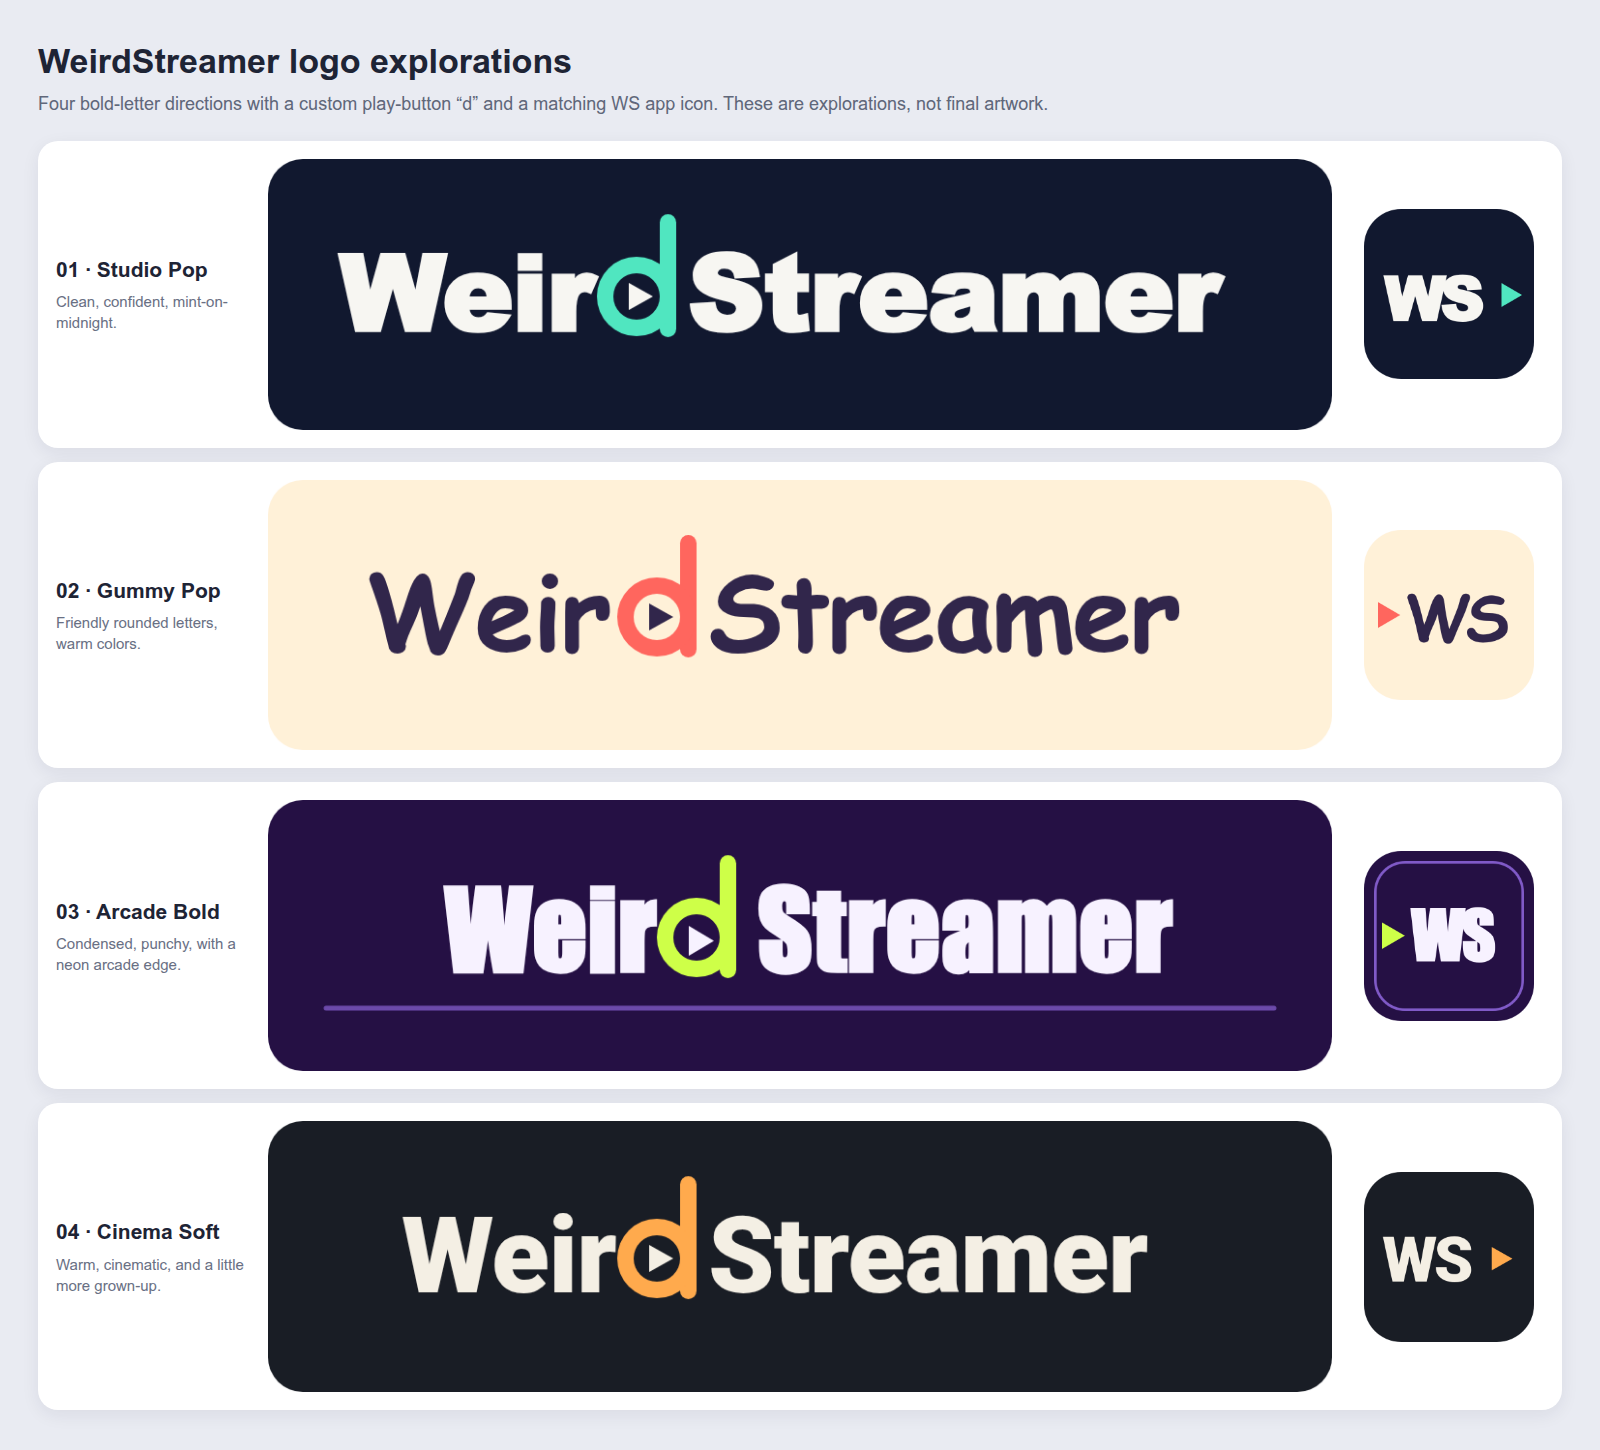 WeirdStreamer logo explorations
Four bold-letter directions with a custom play-button “d” and a matching WS app icon. These are explorations, not final artwork.
01 · Studio Pop
Clean, confident, mint-on-
midnight.
WeirdStreamer
WS
02 · Gummy Pop
Friendly rounded letters,
warm colors.
WeirdStreamer
WS
03 · Arcade Bold
Condensed, punchy, with a
neon arcade edge.
Weird Streamer
WS
04 · Cinema Soft
Warm, cinematic, and a little
more grown-up.
WeirdStreamer
WS